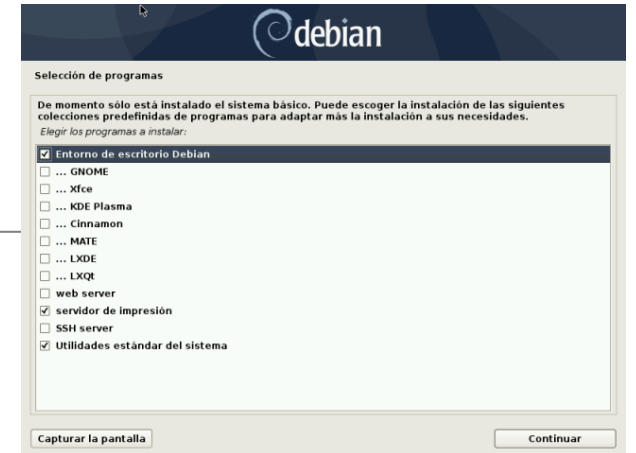 debian
Selección de programas
De momento sólo está instalado el sistema básico. Puede escoger la instalación de las siguientes
colecciones predefinidas de programas para adaptar más la instalación a sus necesidades.
Elegir los programas a instalar:
Entorno de escritorio Debian
... GNOME
... Xfce
... KDE Plasma
... Cinnamon
... MATE
... LXDE
... LXQt
web server
servidor de impresión
SSH server
Utilidades estándar del sistema
Capturar la pantalla
Continuar